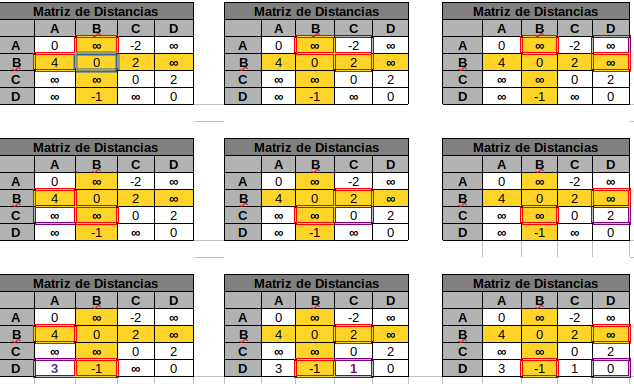 Matriz de Distancias Matriz de Distancias Matriz de Distancias
A B C D A B C D A B C D
A 0 ∞ -2 ∞ A 0 ∞ -2 ∞ A 0 ∞ -2 ∞
B 4 0 2 ∞ B 4 0 2 ∞ B 4 0 2 ∞
C ∞ ∞ 0 2 C ∞ ∞ 0 2 C ∞ ∞ 0 2
D ∞ -1 ∞ 0 D ∞ -1 ∞ 0 D ∞ -1 ∞ 0
Matriz de Distancias Matriz de Distancias Matriz de Distancias
A B C D A B C D A B C D
A 0 ∞ -2 ∞ A 0 ∞ -2 ∞ A 0 ∞ -2 ∞
B 4 0 2 ∞ B 4 0 2 ∞ B 4 0 2 ∞
C ∞ ∞ 0 2 C ∞ ∞ 0 2 C ∞ ∞ 0 2
D ∞ -1 ∞ 0 D ∞ -1 ∞ 0 D ∞ -1 ∞ 0
Matriz de Distancias Matriz de Distancias Matriz de Distancias
A B C D A B C D A B C D
A 0 ∞ -2 ∞ A 0 ∞ -2 ∞ A 0 ∞ -2 ∞
B 4 0 2 ∞ B 4 0 2 ∞ B 4 0 2 ∞
C ∞ ∞ 0 2 C ∞ ∞ 0 2 C ∞ ∞ 0 2
D 3 -1 ∞ 0 D 3 -1 1 0 D 3 -1 1 0